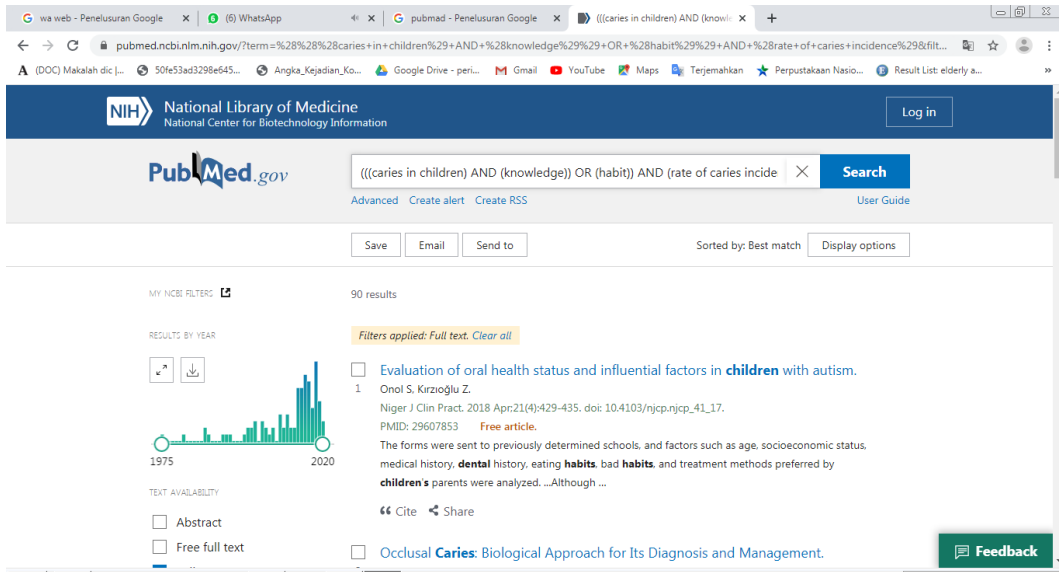 wa web - Penelusuran Google
(6) WhatsApp
pubmad - Penelusuran Google
(((caries in children) AND (knowle
pubmed.ncbi.nlm.nih.gov/?term=%28%28%28caries+in+children%29+AND+%28knowledge%29%29+OR+%28habit%29%29+AND+%28rate+of+caries+incidence%29&filt...
(DOC) Makalah dic |...
50fe53ad3298e645...
Angka_Kejadian_Ko...
Google Drive - peri...
Gmail
YouTube
Maps
Terjemahkan
Perpustakaan Nasio...
Result List: elderly a...
NIH
National Library of Medicine
National Center for Biotechnology Information
Log in
PubMed.gov
(((caries in children) AND (knowledge)) OR (habit)) AND (rate of caries incide
Search
Advanced Create alert Create RSS
User Guide
Save Email Send to
Sorted by: Best match
Display options
MY NCBI FILTERS
90 results
RESULTS BY YEAR
Filters applied: Full text. Clear all
1975 2020
Evaluation of oral health status and influential factors in children with autism.
1 Onol S, Kırzıoğlu Z.
Niger J Clin Pract. 2018 Apr;21(4):429-435. doi: 10.4103/njcp.njcp_41_17.
PMID: 29607853 Free article.
The forms were sent to previously determined schools, and factors such as age, socioeconomic status,
medical history, dental history, eating habits, bad habits, and treatment methods preferred by
children's parents were analyzed. ...Although ...
Cite Share
TEXT AVAILABILITY
Abstract
Free full text
Occlusal Caries: Biological Approach for Its Diagnosis and Management.
Feedback